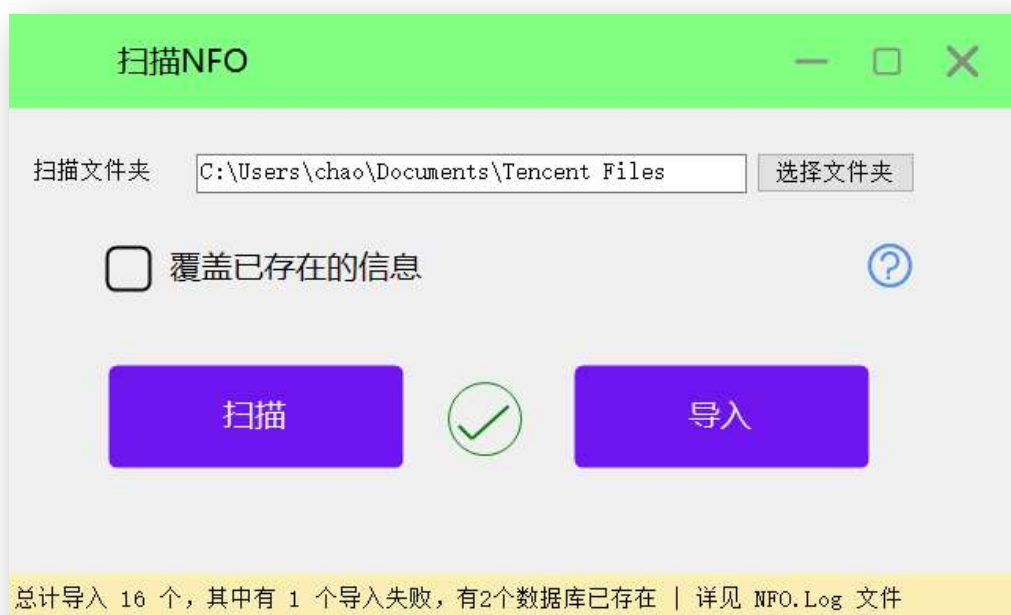 扫描NFO
扫描文件夹 C:\Users\chao\Documents\Tencent Files 选择文件夹
覆盖已存在的信息
扫描 导入
总计导入 16 个，其中有 1 个导入失败，有2个数据库已存在 | 详见 NFO.Log 文件